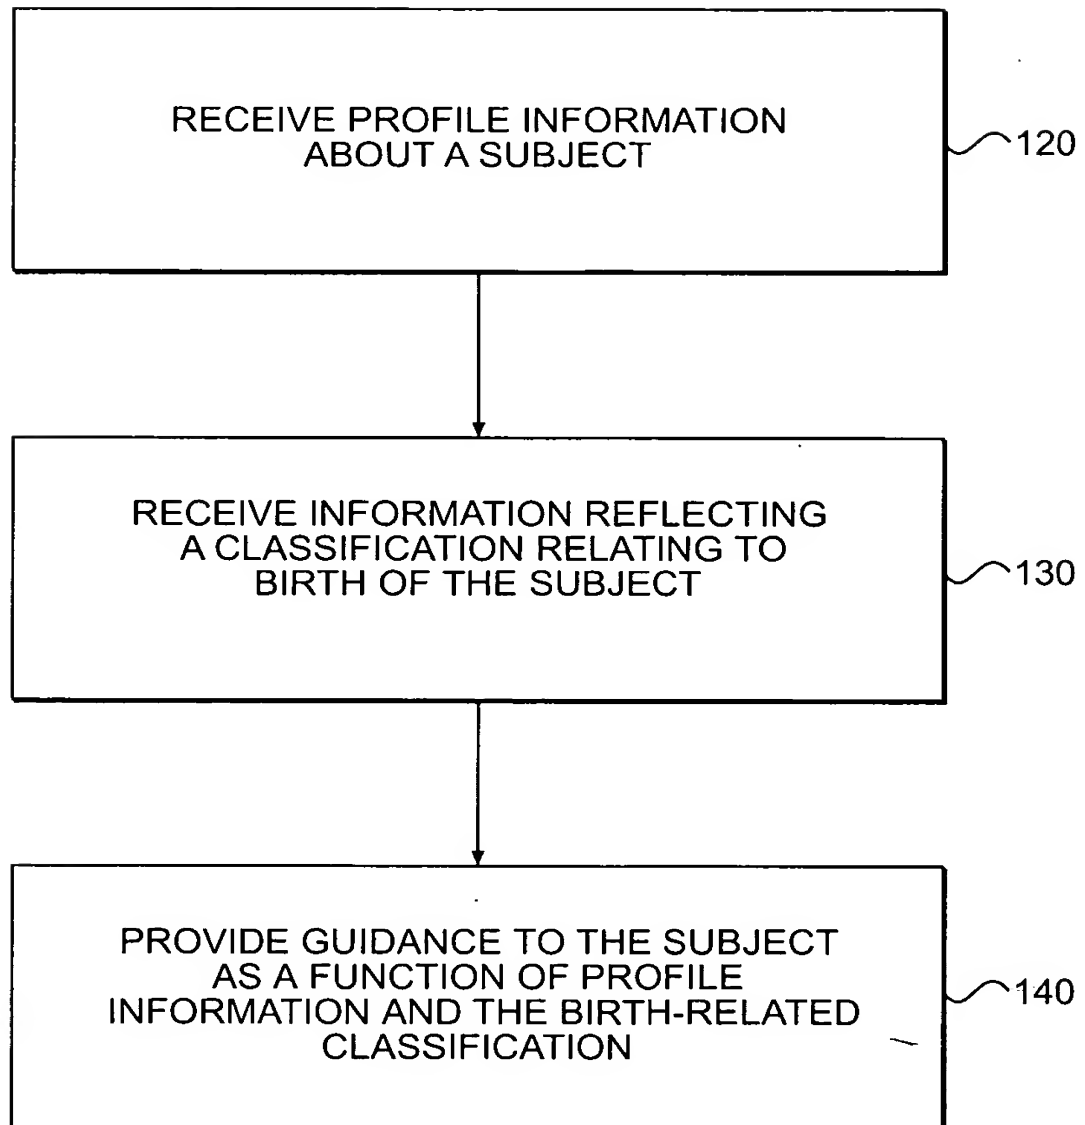 RECEIVE PROFILE INFORMATION
ABOUT A SUBJECT
120
RECEIVE INFORMATION REFLECTING
A CLASSIFICATION RELATING TO
BIRTH OF THE SUBJECT
130
PROVIDE GUIDANCE TO THE SUBJECT
AS A FUNCTION OF PROFILE
INFORMATION AND THE BIRTH-RELATED
CLASSIFICATION
140